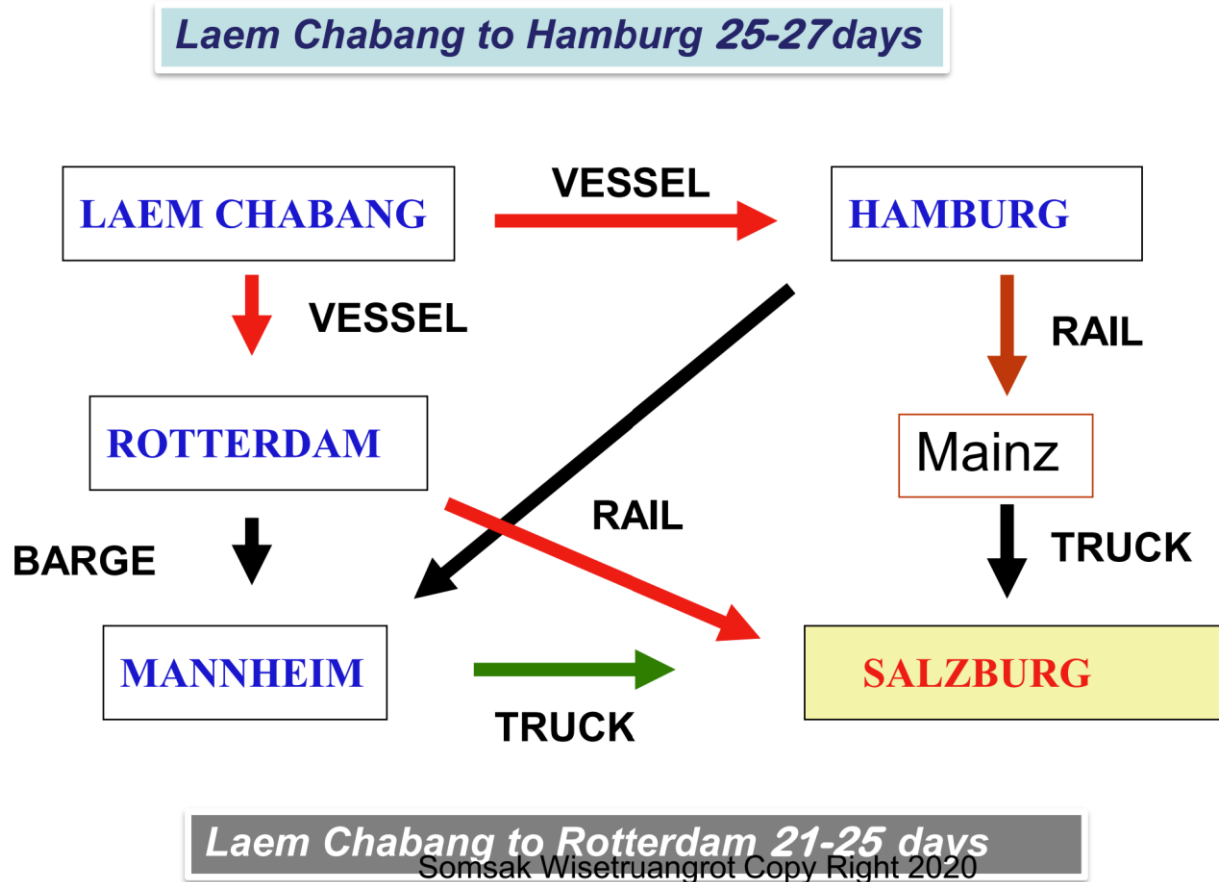 Laem Chabang to Hamburg 25-27days
VESSEL
LAEM CHABANG
HAMBURG
VESSEL
RAIL
ROTTERDAM
Mainz
RAIL
BARGE
TRUCK
MANNHEIM
SALZBURG
TRUCK
Laem Chabang to Rotterdam 21-25 days
Somsak Wisetruangrot Copy Right 2020